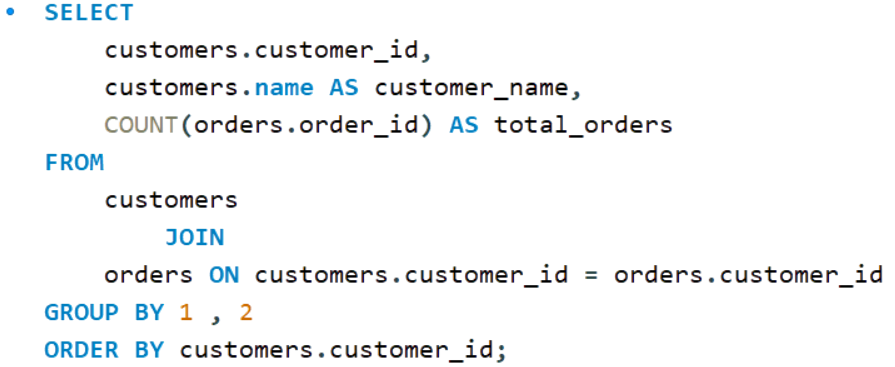 SELECT
    customers.customer_id,
    customers.name AS customer_name,
    COUNT(orders.order_id) AS total_orders
FROM
    customers
        JOIN
    orders ON customers.customer_id = orders.customer_id
GROUP BY 1 , 2
ORDER BY customers.customer_id;